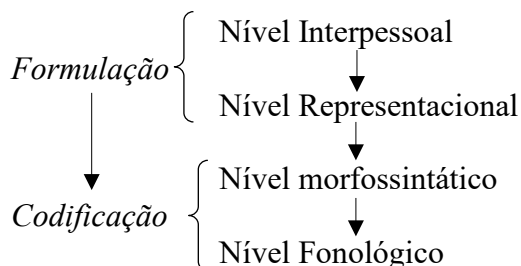 Nível Interpessoal
Formulação
Nível Representacional
Nível morfossintático
Codificação
Nível Fonológico